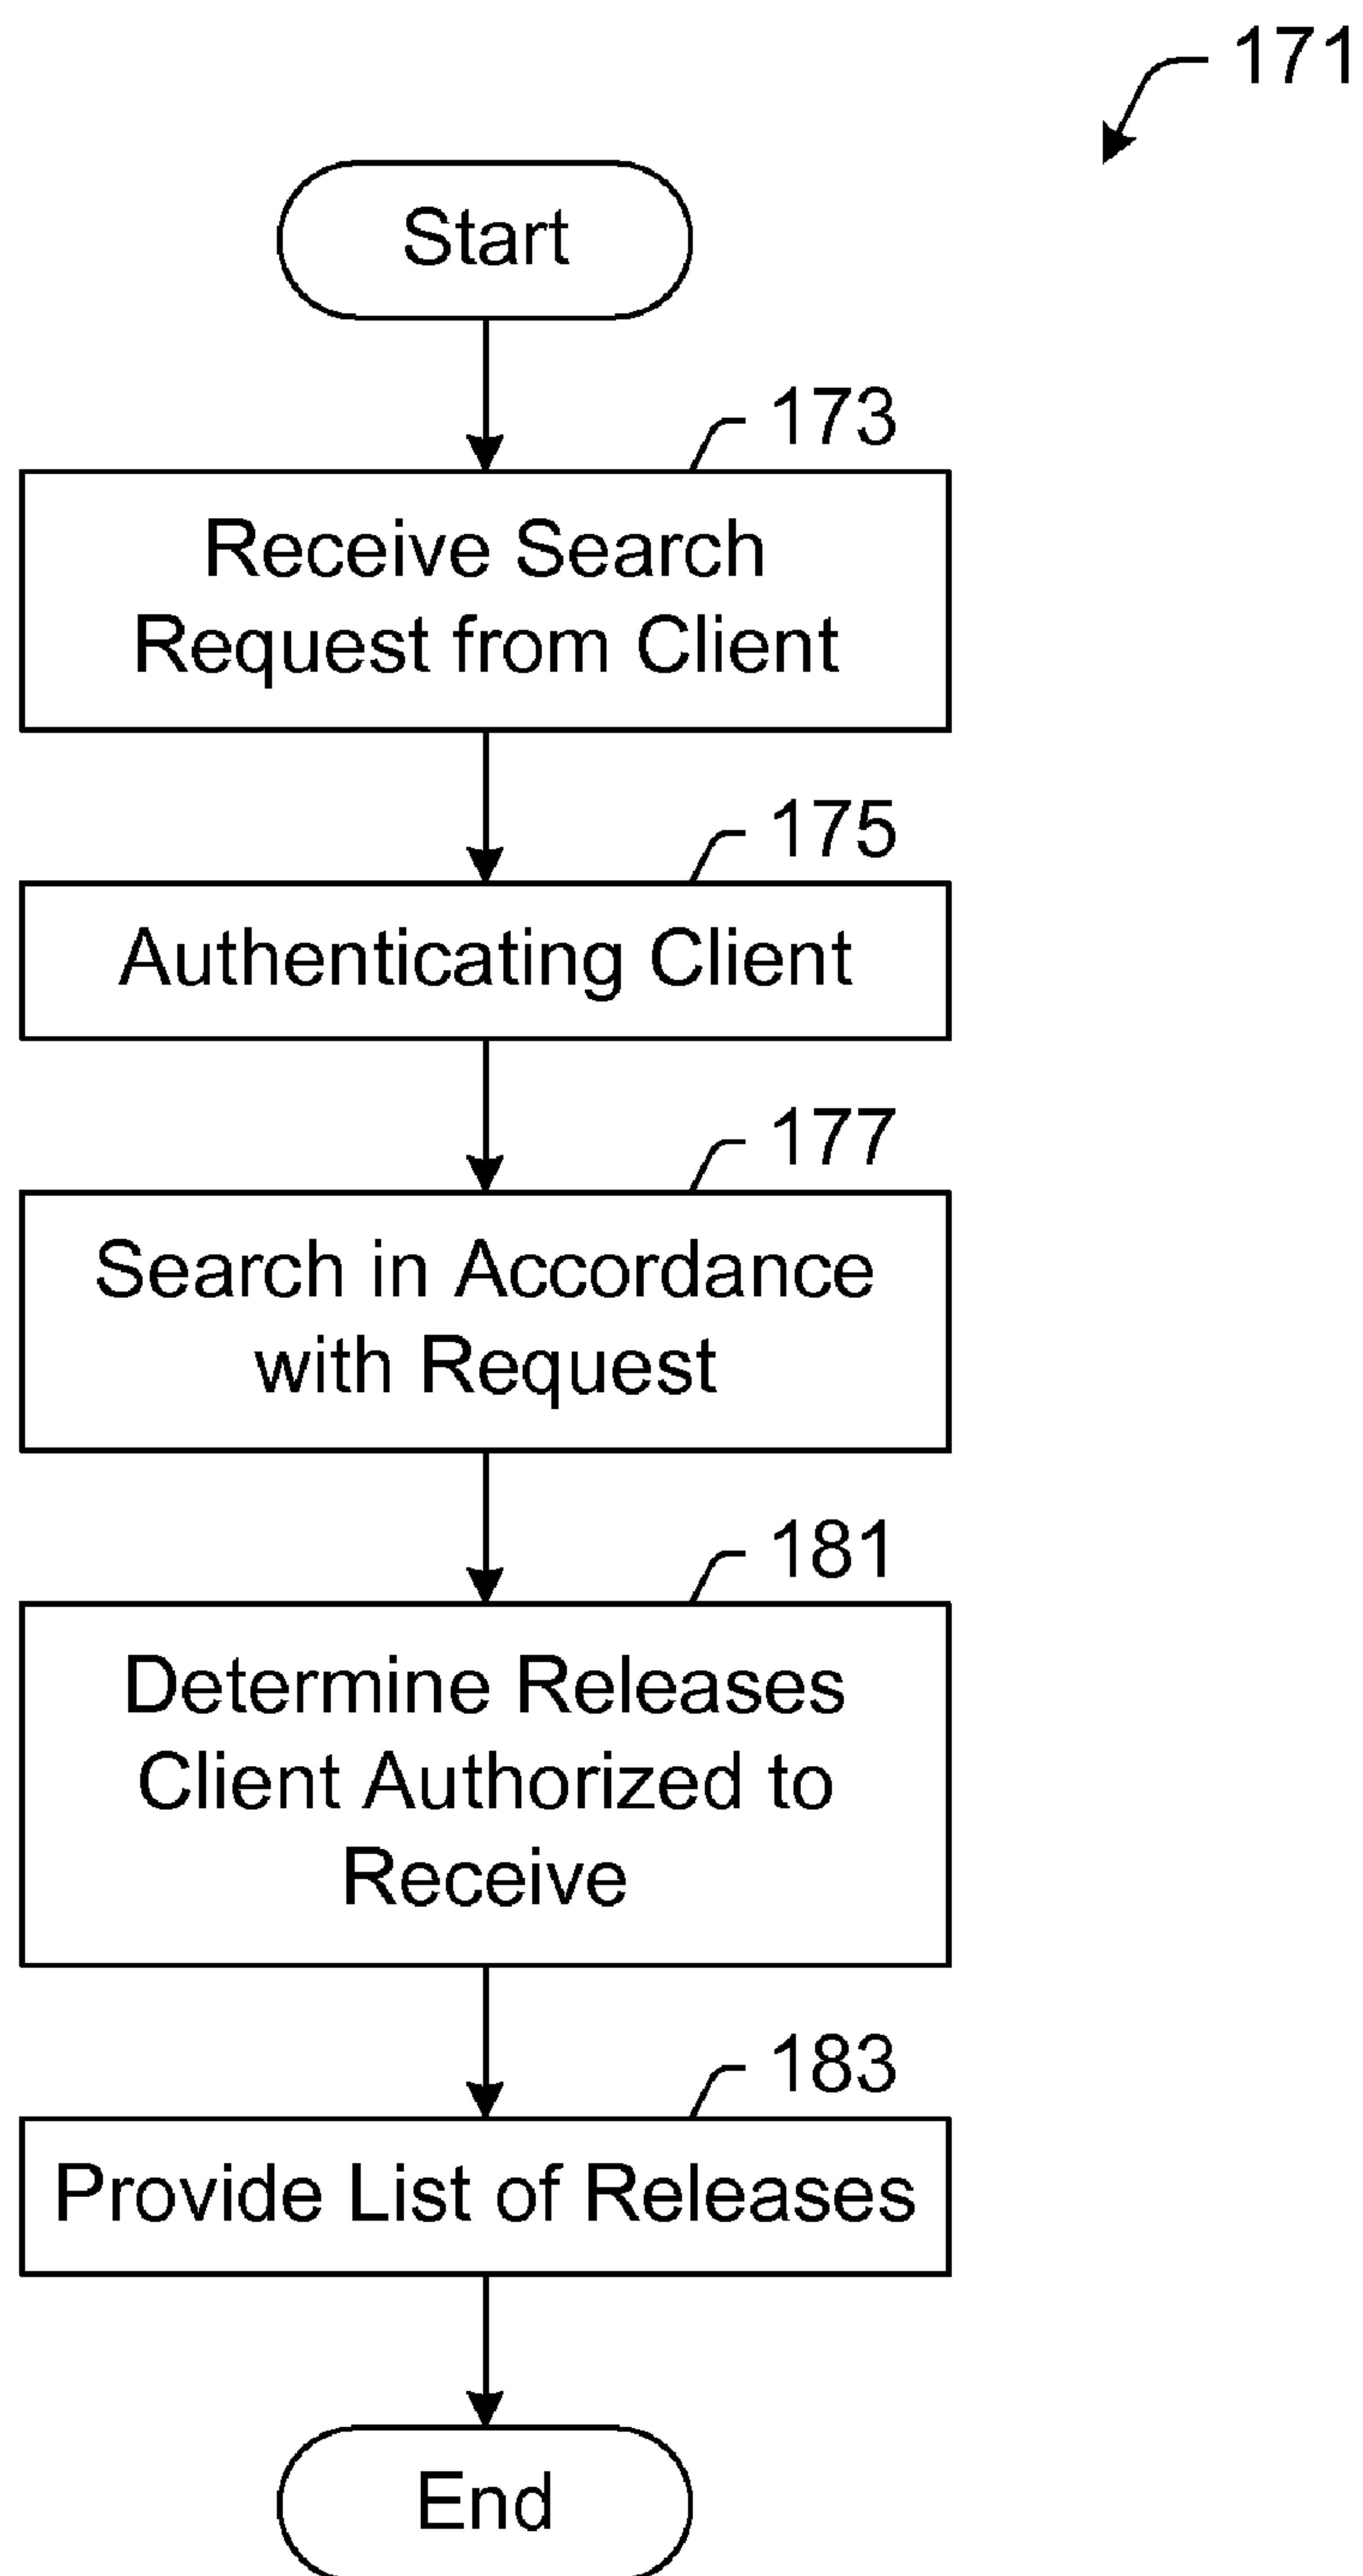 171
Start
173
Receive Search
Request from Client
175
Authenticating Client
177
Search in Accordance
with Request
181
Determine Releases
Client Authorized to
Receive
183
Provide List of Releases
End